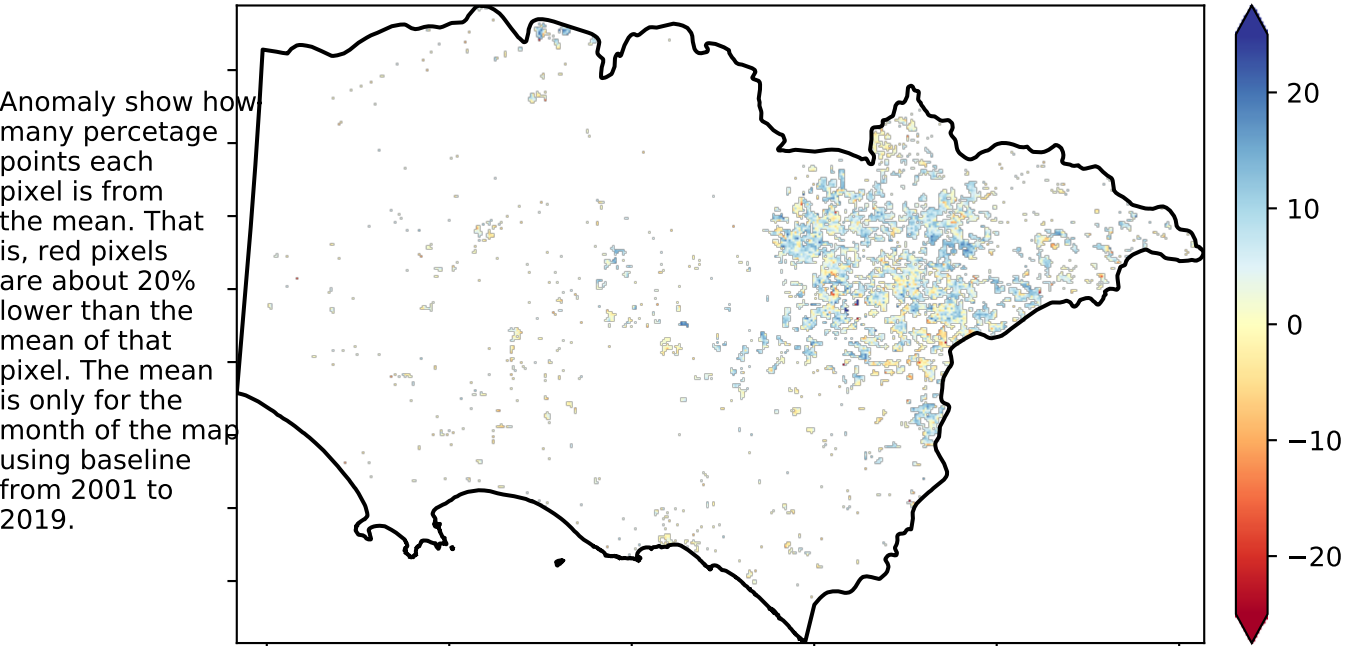 Anomaly show how
many percetage
points each
pixel is from
the mean. That
is, red pixels
are about 20%
lower than the
mean of that
pixel. The mean
is only for the
month of the map
using baseline
from 2001 to
2019.
20
10
0
−10
−20